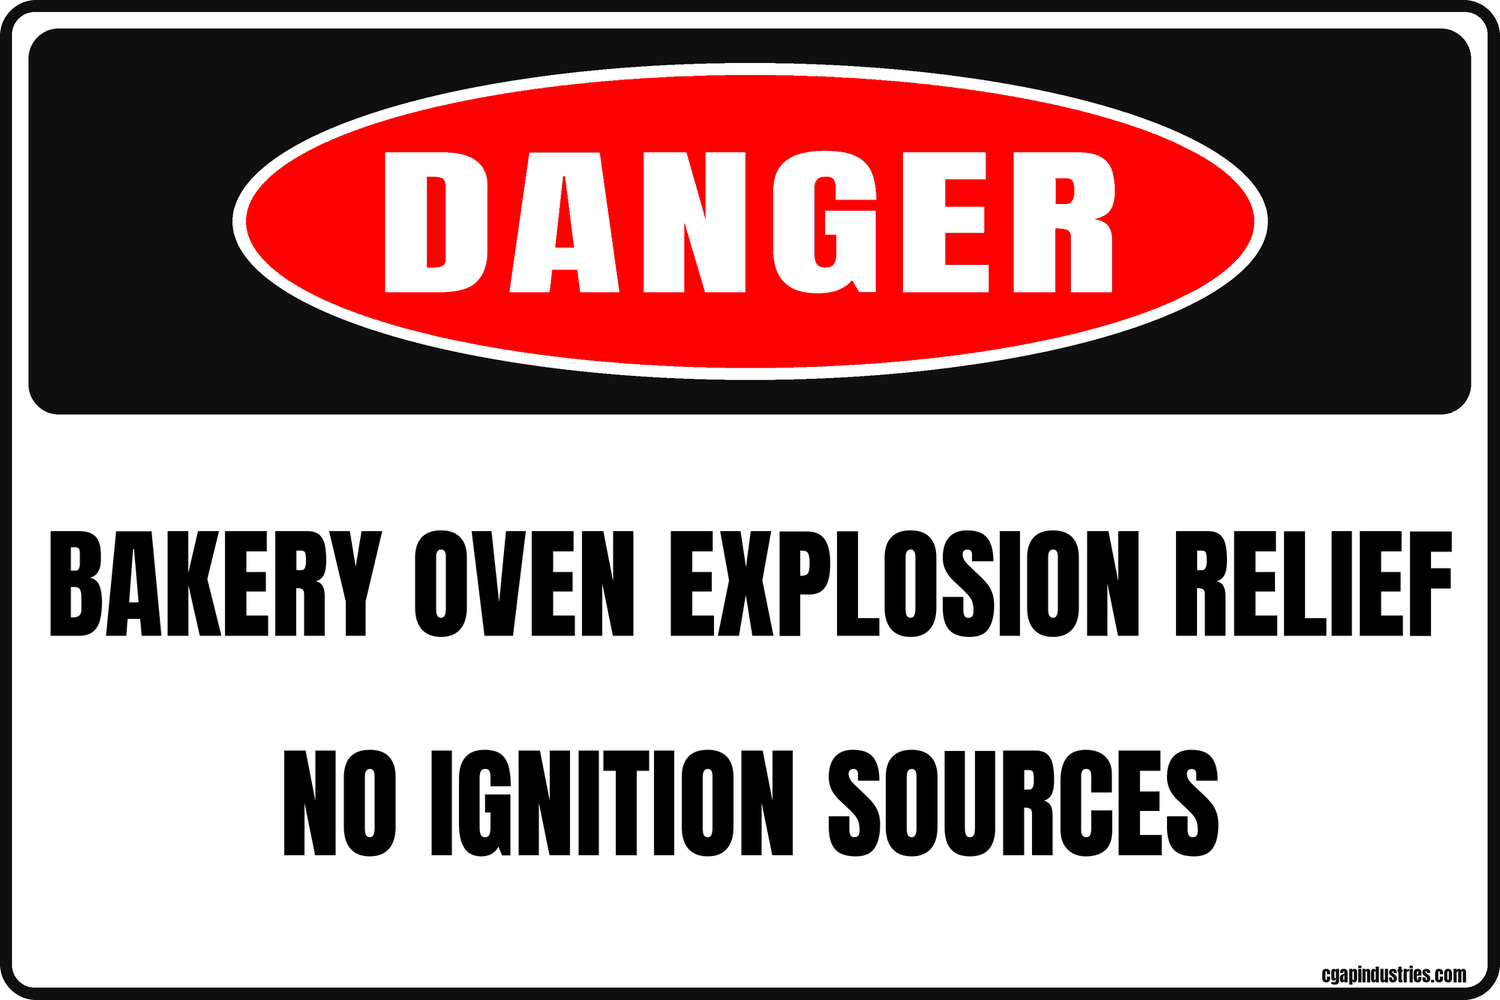 DANGER
BAKERY OVEN EXPLOSION RELIEF
NO IGNITION SOURCES
cgapindustries.com